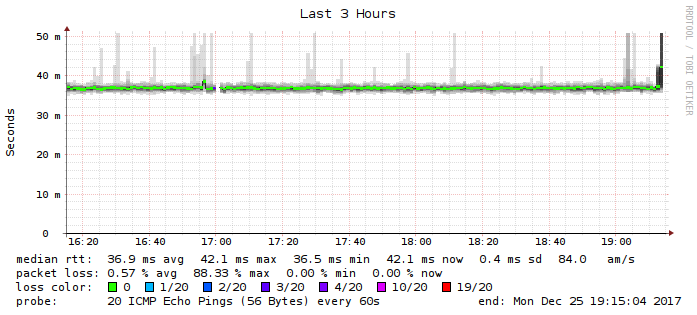 Last 3 Hours
RRDTOOL / TOBI OETIKER
Seconds
50 m
40 m
30 m
20 m
10 m
0
16:20 16:40 17:00 17:20 17:40 18:00 18:20 18:40 19:00
median rtt: 36.9 ms avg 42.1 ms max 36.5 ms min 42.1 ms now 0.4 ms sd 84.0 am/s
packet loss: 0.57 % avg 88.33 % max 0.00 % min 0.00 % now
loss color: 0 1/20 2/20 3/20 4/20 10/20 19/20
probe: 20 ICMP Echo Pings (56 Bytes) every 60s end: Mon Dec 25 19:15:04 2017